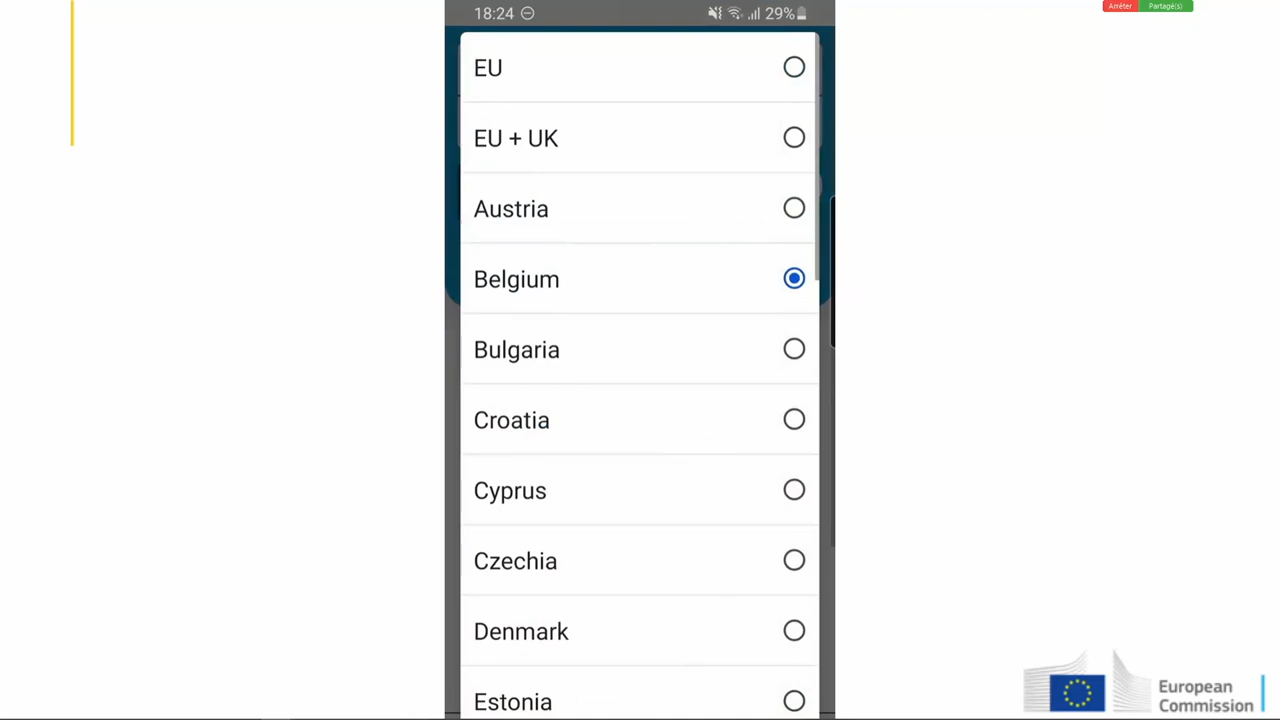 18:24
29%
Arrêter
Partagé(s)
EU
EU + UK
Austria
Belgium
Bulgaria
Croatia
Cyprus
Czechia
Denmark
Estonia
European
Commission